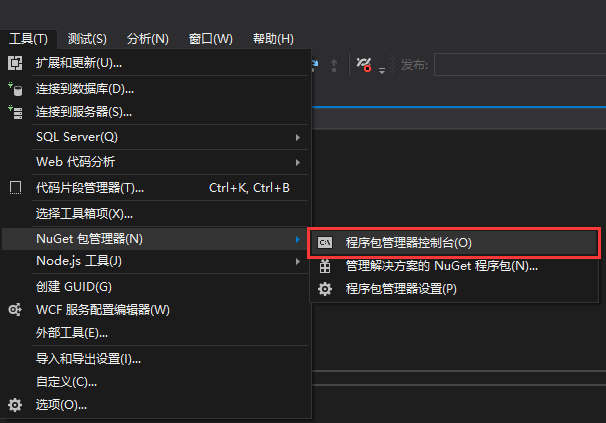 工具(T) 测试(S) 分析(N) 窗口(W) 帮助(H)
扩展和更新(U)...
发布:
连接到数据库(D)...
连接到服务器(S)...
SQL Server(Q)
Web 代码分析
代码片段管理器(T)... Ctrl+K, Ctrl+B
选择工具箱项(X)...
NuGet 包管理器(N)
程序包管理器控制台(O)
Node.js 工具(J)
管理解决方案的 NuGet 程序包(N)...
创建 GUID(G)
程序包管理器设置(P)
WCF 服务配置编辑器(W)
外部工具(E)...
导入和导出设置(I)...
自定义(C)...
选项(O)...